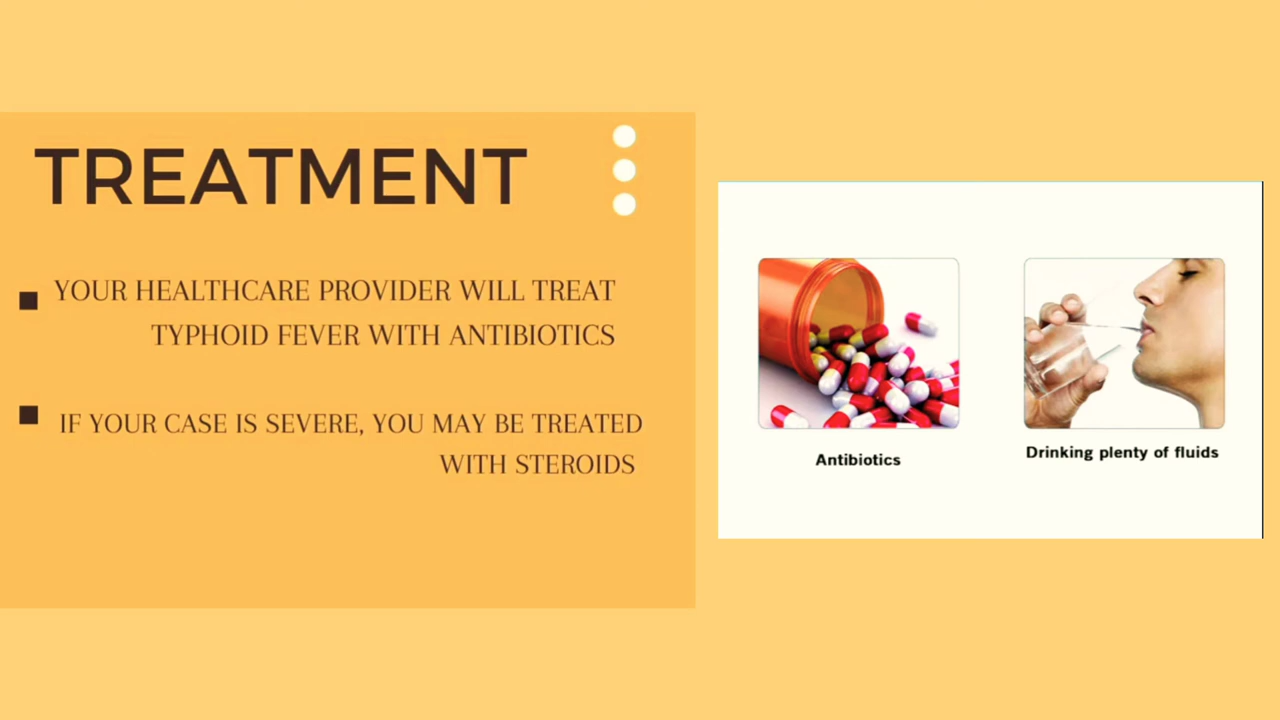 TREATMENT
YOUR HEALTHCARE PROVIDER WILL TREAT
TYPHOID FEVER WITH ANTIBIOTICS
IF YOUR CASE IS SEVERE, YOU MAY BE TREATED
WITH STEROIDS
Antibiotics
Drinking plenty of fluids